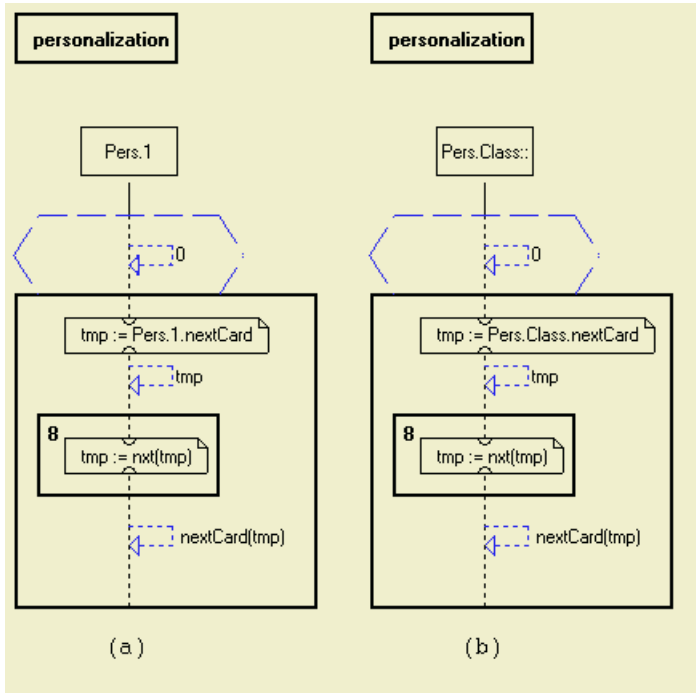 personalization
Pers.1
0
tmp := Pers.1.nextCard
tmp
8
tmp := nxt(tmp)
nextCard(tmp)
(a)
personalization
Pers.Class::
0
tmp := Pers.Class.nextCard
tmp
8
tmp := nxt(tmp)
nextCard(tmp)
(b)